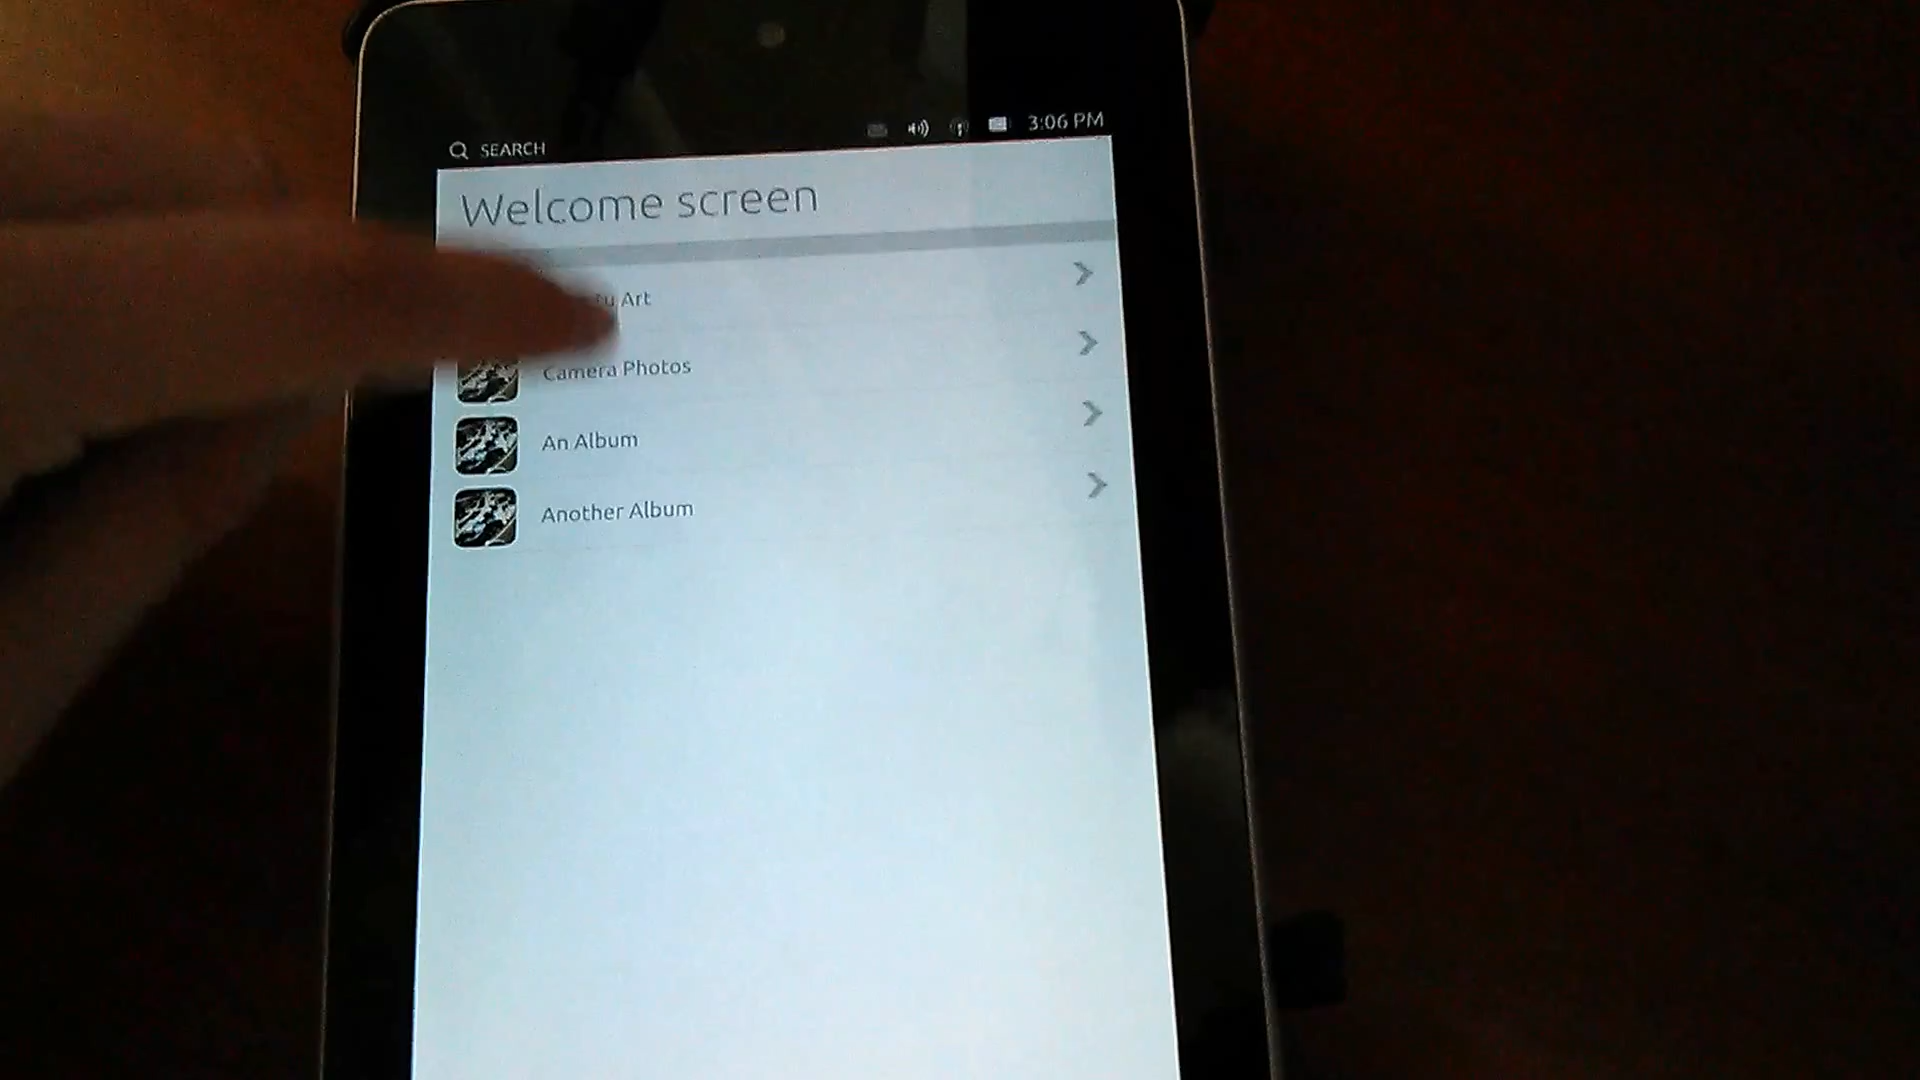 SEARCH 3:06 PM
Welcome screen
Art
Camera Photos
An Album
Another Album